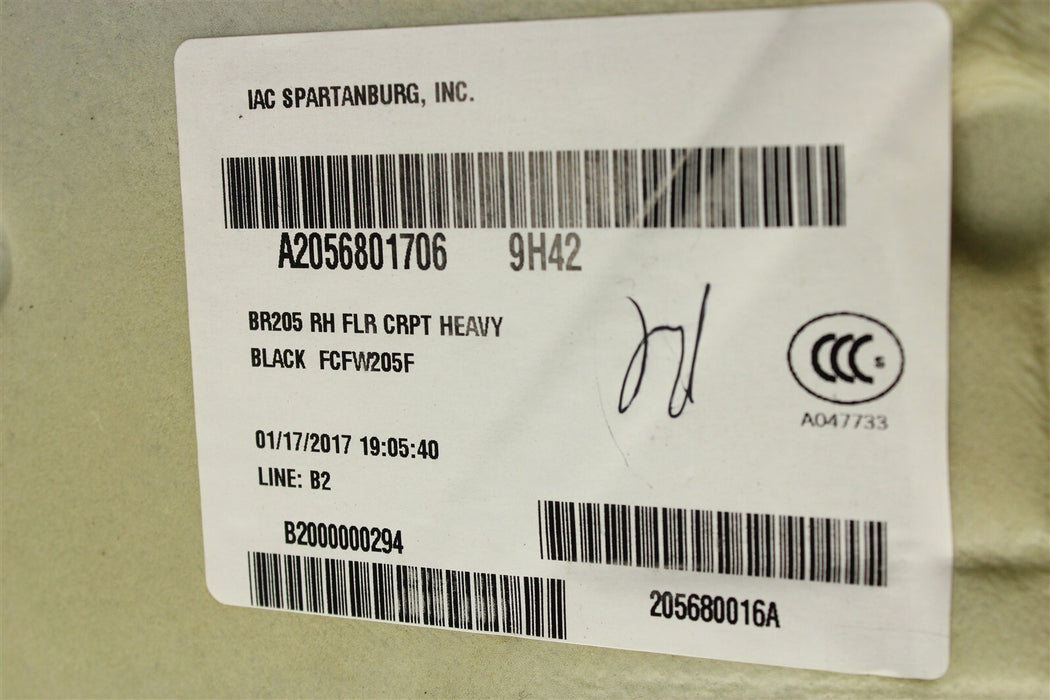 IAC SPARTANBURG, INC.
A2056801706 9H42
BR205 RH FLR CRPT HEAVY
BLACK FCFW205F
CCC S
A047733
01/17/2017 19:05:40
LINE: B2
B2000000294
205680016A